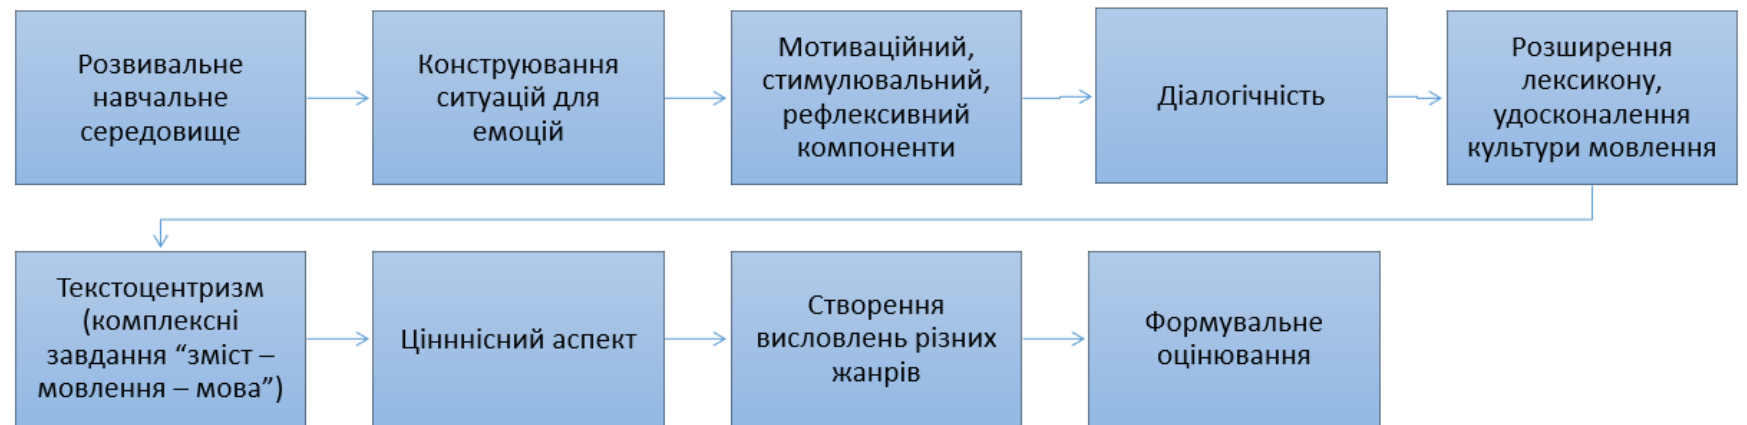 Розвивальне
навчальне
середовище
Конструювання
ситуацій для
емоцій
Мотиваційний,
стимулювальний,
рефлексивний
компоненти
Діалогічність
Розширення
лексикону,
удосконалення
культури мовлення
Текстоцентризм
(комплексні
завдання “зміст –
мовлення – мова”)
Цінннісний аспект
Створення
висловлень різних
жанрів
Формувальне
оцінювання